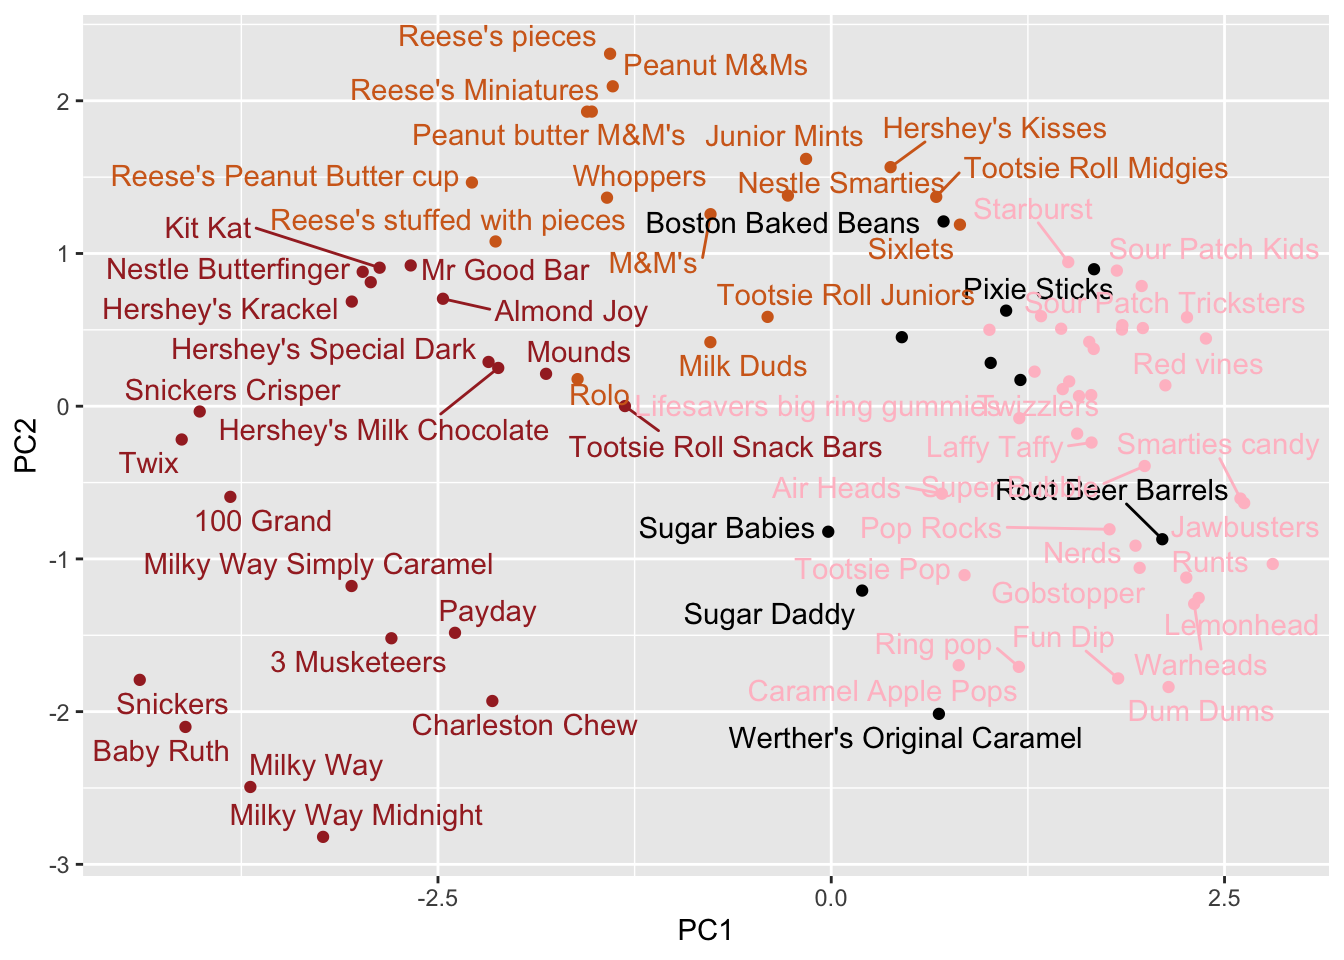 Reese's pieces
Peanut M&Ms
Reese's Miniatures
Peanut butter M&M's
Junior Mints
Hershey's Kisses
Reese's Peanut Butter cup
Whoppers
Nestle Smarties
Tootsie Roll Midgies
Kit Kat
Reese's stuffed with pieces
Boston Baked Beans
Starburst
Nestle Butterfinger
Mr Good Bar
M&M's
Sixlets
Sour Patch Kids
Hershey's Krackel
Almond Joy
Tootsie Roll Juniors
Pixie Sticks
Sour Patch Tricksters
Hershey's Special Dark
Mounds
Milk Duds
Red vines
Snickers Crisper
Rolo
Lifesavers big ring gummies
Twizzlers
Hershey's Milk Chocolate
Tootsie Roll Snack Bars
Laffy Taffy
Smarties candy
Twix
Air Heads
Super Bubble
Root Beer Barrels
100 Grand
Sugar Babies
Pop Rocks
Jawbusters
Milky Way Simply Caramel
Tootsie Pop
Nerds
Runts
Payday
Sugar Daddy
Gobstopper
Lemonhead
3 Musketeers
Ring pop
Fun Dip
Warheads
Snickers
Charleston Chew
Caramel Apple Pops
Dum Dums
Baby Ruth
Werther's Original Caramel
Milky Way
Milky Way Midnight
2
1
0
-1
-2
-3
PC2
-2.5
0.0
2.5
PC1